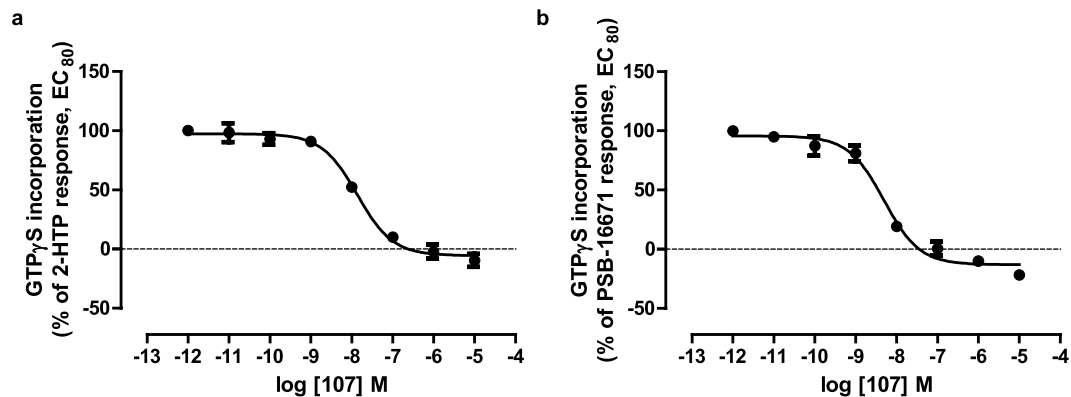 a
GTPγS incorporation
(% of 2-HTP response, EC80)
150
100
50
0
-50
-13 -12 -11 -10 -9 -8 -7 -6 -5 -4
log [107] M
b
GTPγS incorporation
(% of PSB-16671 response, EC80)
150
100
50
0
-50
-13 -12 -11 -10 -9 -8 -7 -6 -5 -4
log [107] M